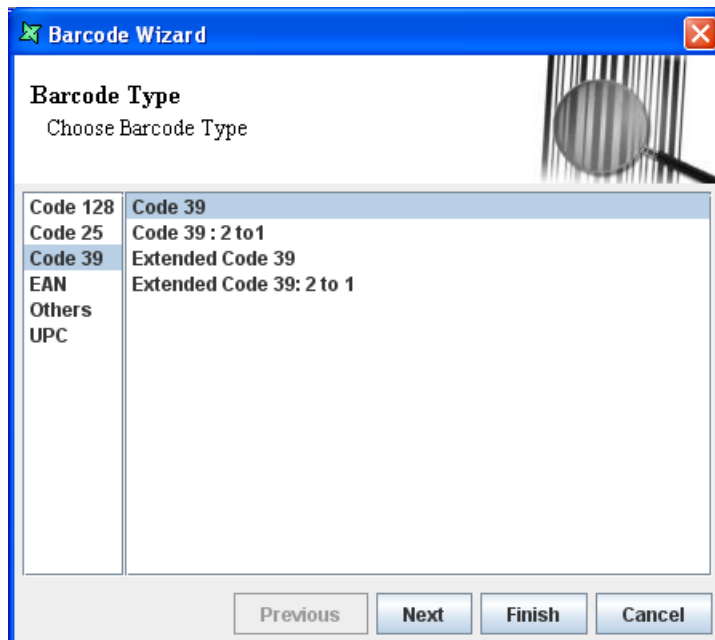 Barcode Wizard
Barcode Type
Choose Barcode Type
Code 128
Code 25
Code 39
EAN
Others
UPC
Code 39
Code 39 : 2 to1
Extended Code 39
Extended Code 39: 2 to 1
Previous
Next
Finish
Cancel